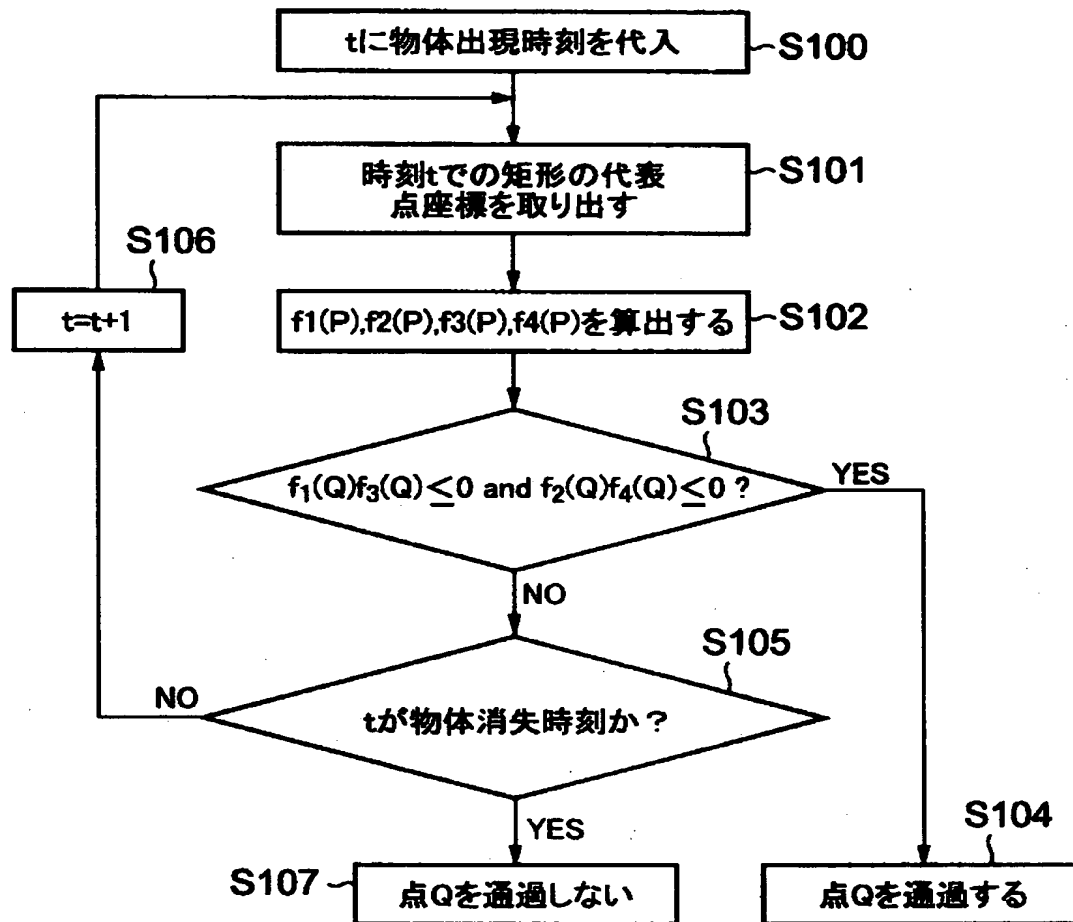 tに物体出現時刻を代入
S100
時刻tでの矩形の代表
点座標を取り出す
S101
S106
t=t+1
f1(P),f2(P),f3(P),f4(P)を算出する
S102
S103
f₁(Q)f₃(Q)≤0 and f₂(Q)f₄(Q)≤0 ?
YES
NO
S105
tが物体消失時刻か？
NO
YES
S107
点Qを通過しない
S104
点Qを通過する